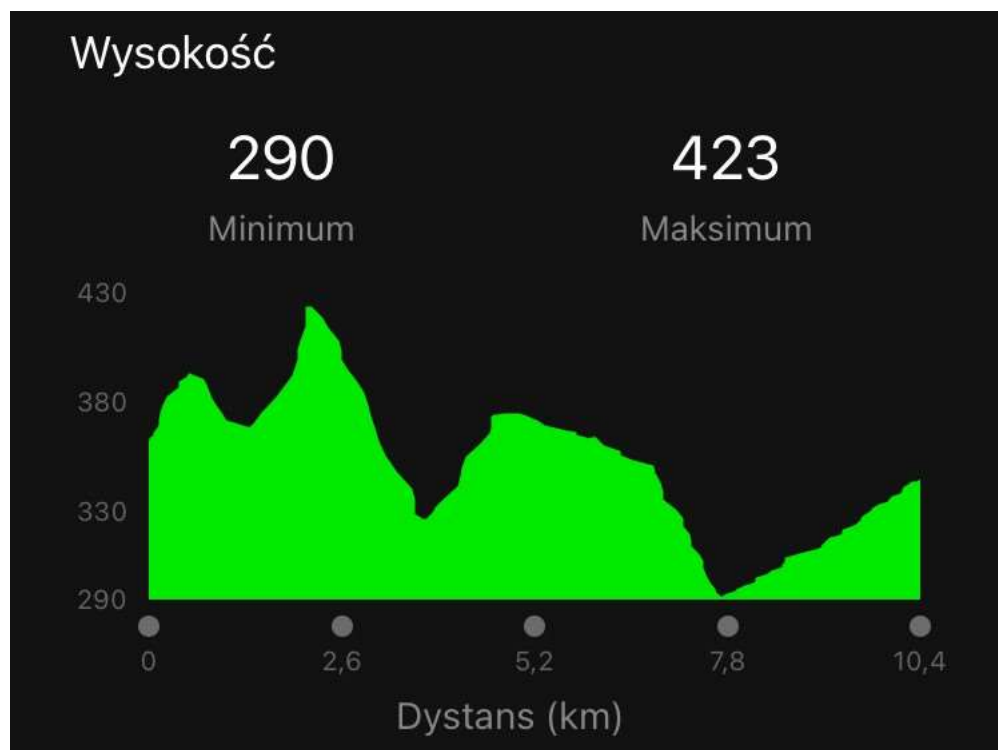 Wysokość
290 423
Minimum Maksimum
430
380
330
290
0 2,6 5,2 7,8 10,4
Dystans (km)